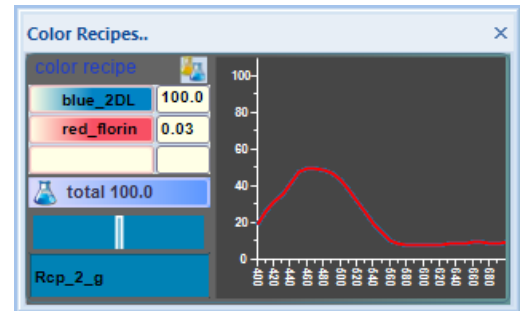 Color Recipes..
color recipe
blue_2DL 100.0
red_florin 0.03
total 100.0
Rcp_2_g
100
80
60
40
20
0
400 420 440 460 480 500 520 540 560 580 600 620 640 660 680